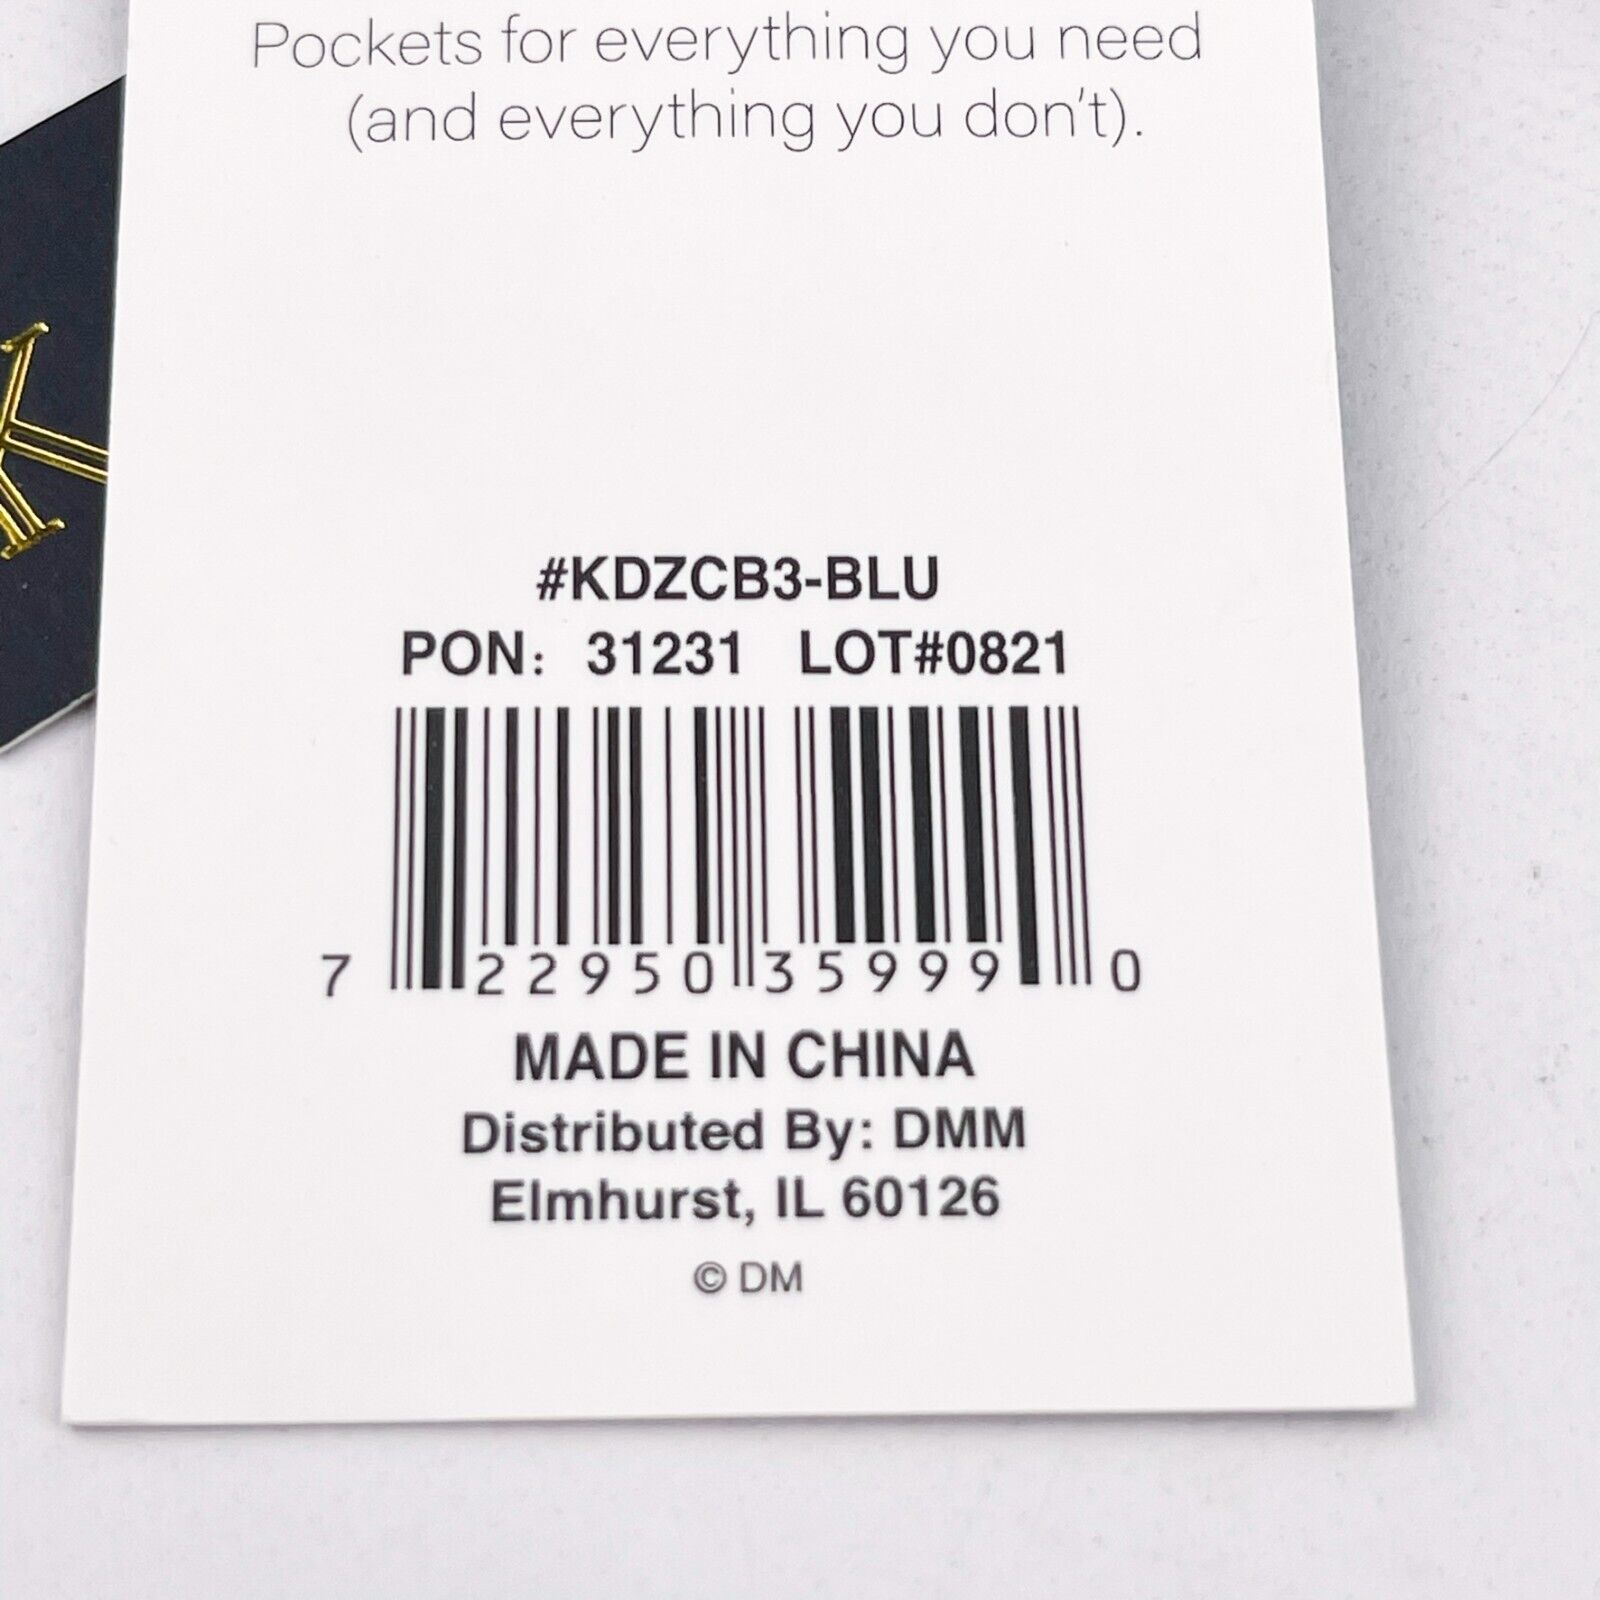 Pockets for everything you need
(and everything you don't).
K
#KDZCB3-BLU
PON: 31231 LOT#0821
7 22950 35999 0
MADE IN CHINA
Distributed By: DMM
Elmhurst, IL 60126
© DM